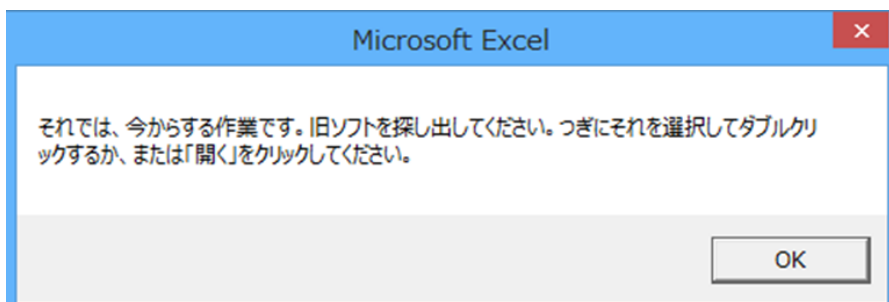 Microsoft Excel
それでは、今からする作業です。旧ソフトを探し出してください。つぎにそれを選択してダブルクリ
ックするか、または「開く」をクリックしてください。
OK